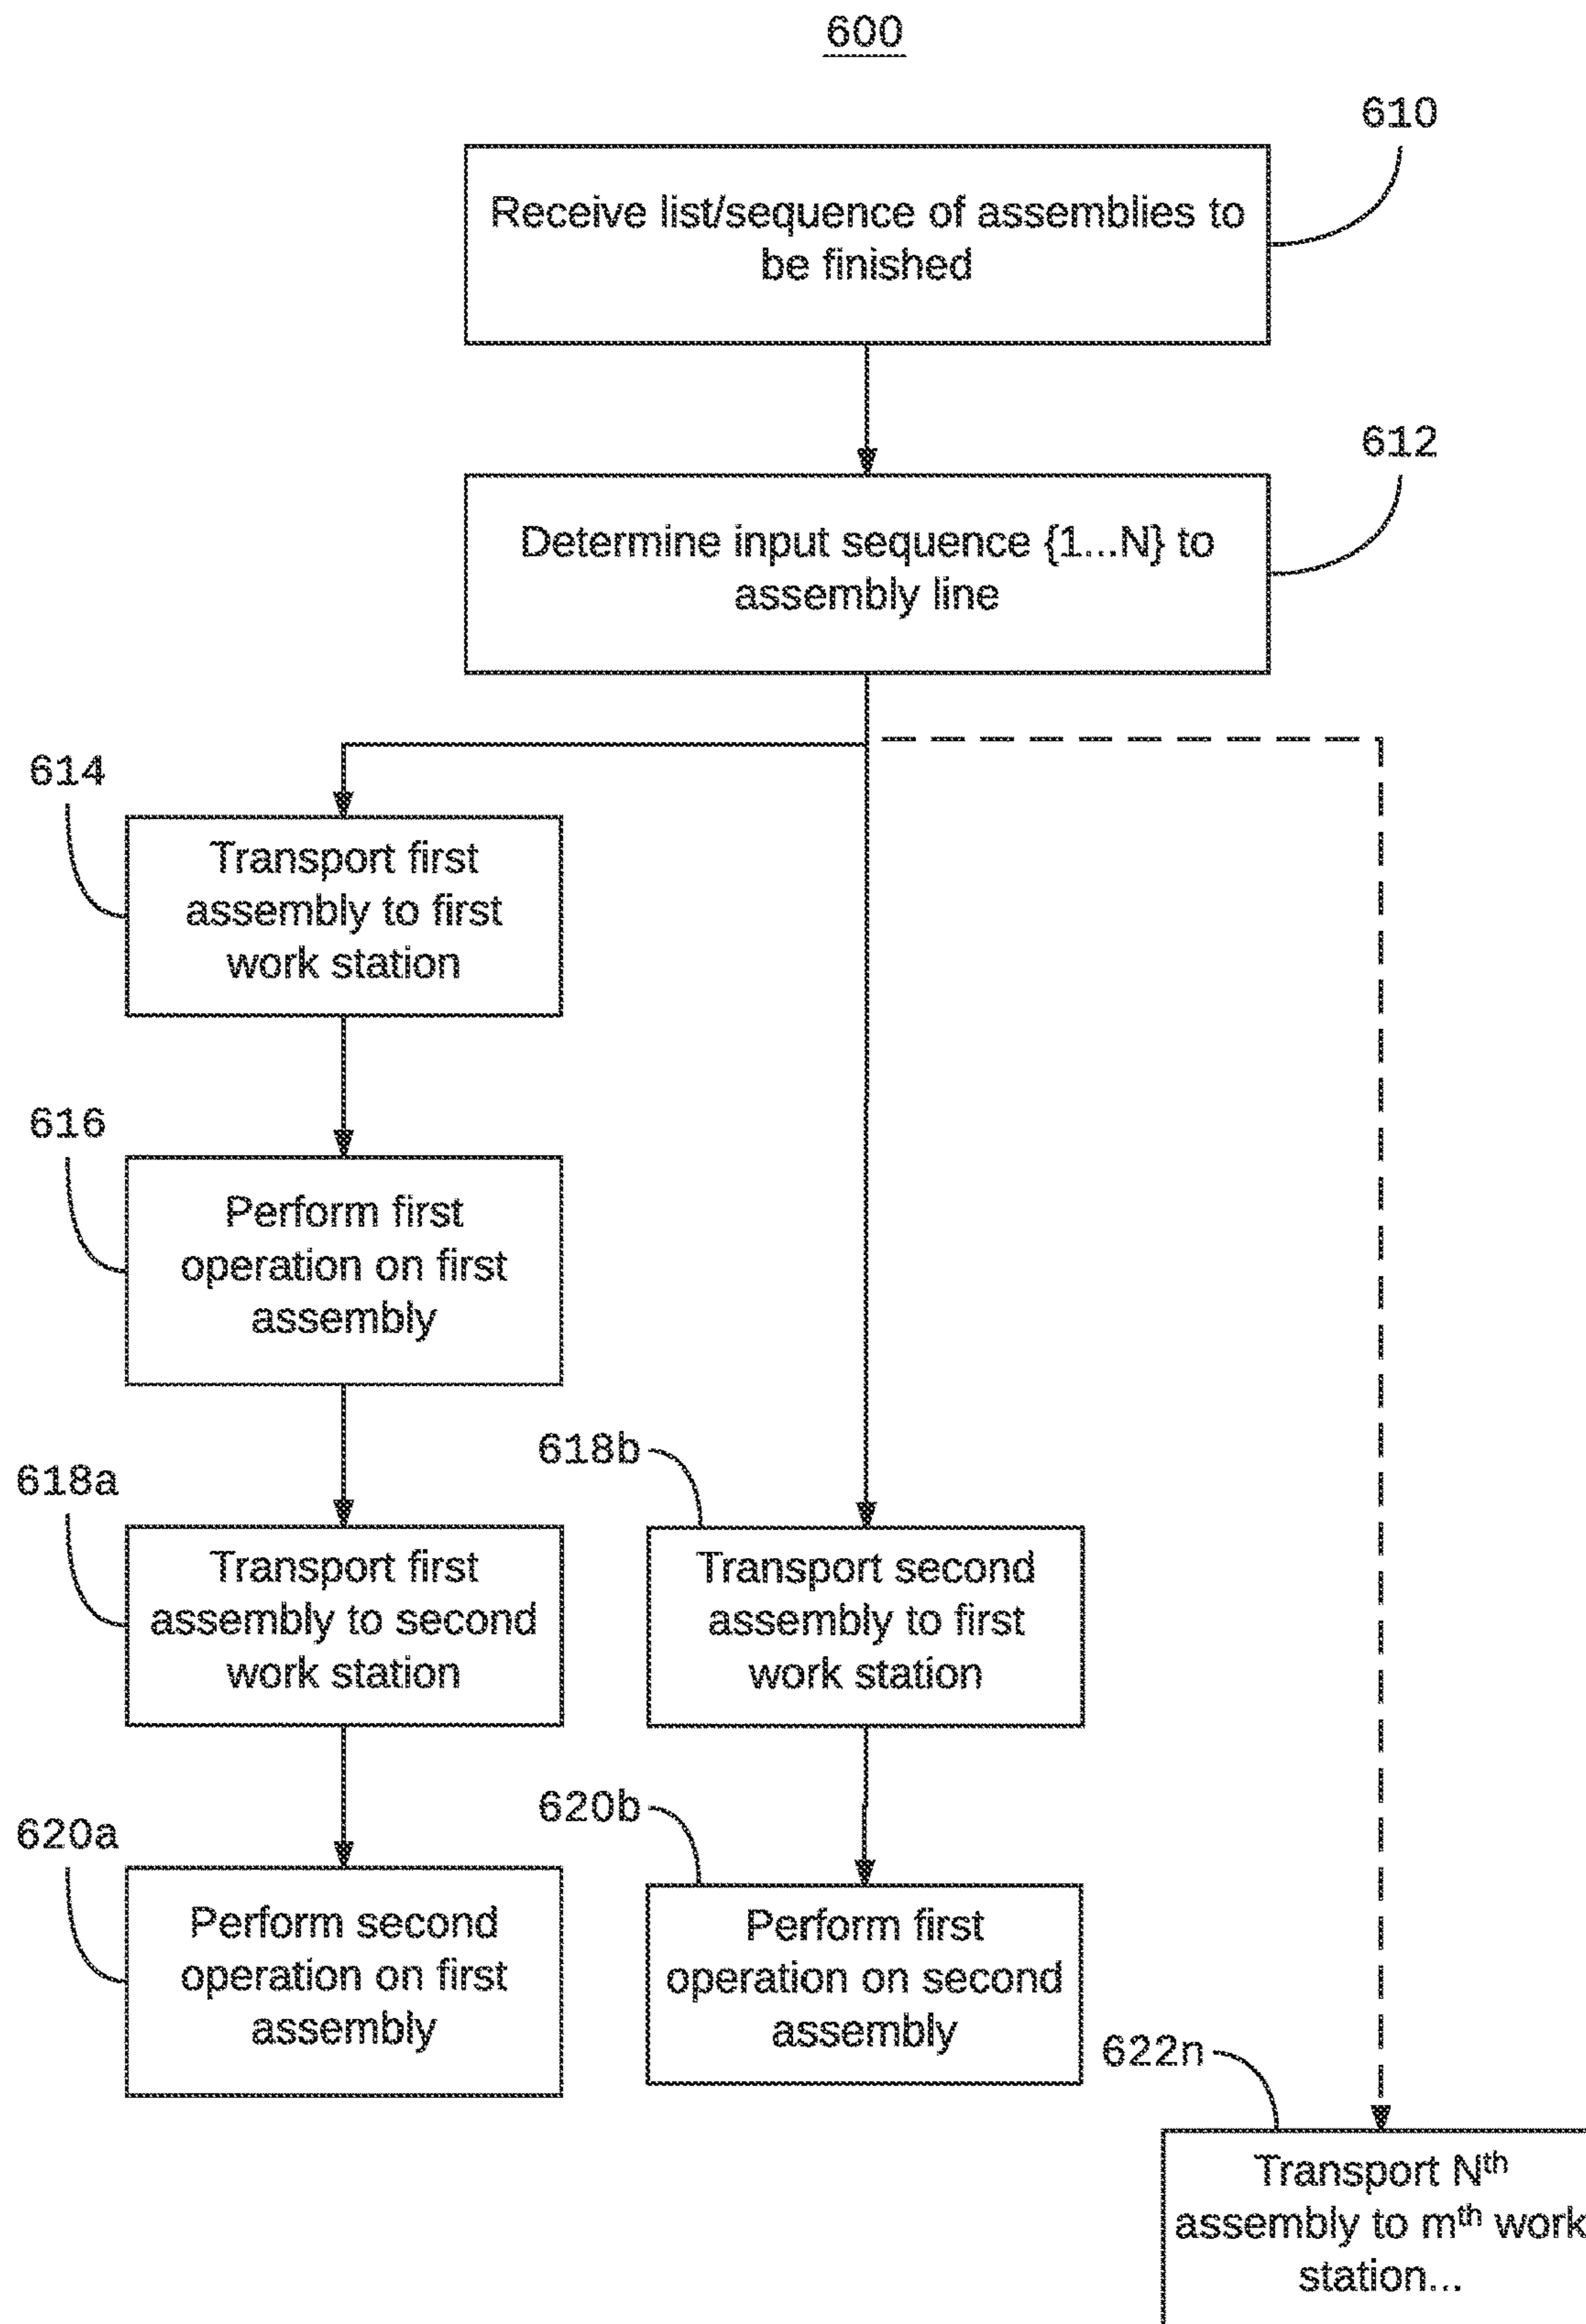 600
610
Receive list/sequence of assemblies to
be finished
612
Determine input sequence {1...N} to
assembly line
614
Transport first
assembly to first
work station
616
Perform first
operation on first
assembly
618a
Transport first
assembly to second
work station
618b
Transport second
assembly to first
work station
620a
Perform second
operation on first
assembly
620b
Perform first
operation on second
assembly
622n
Transport Nth
assembly to mth work
station...